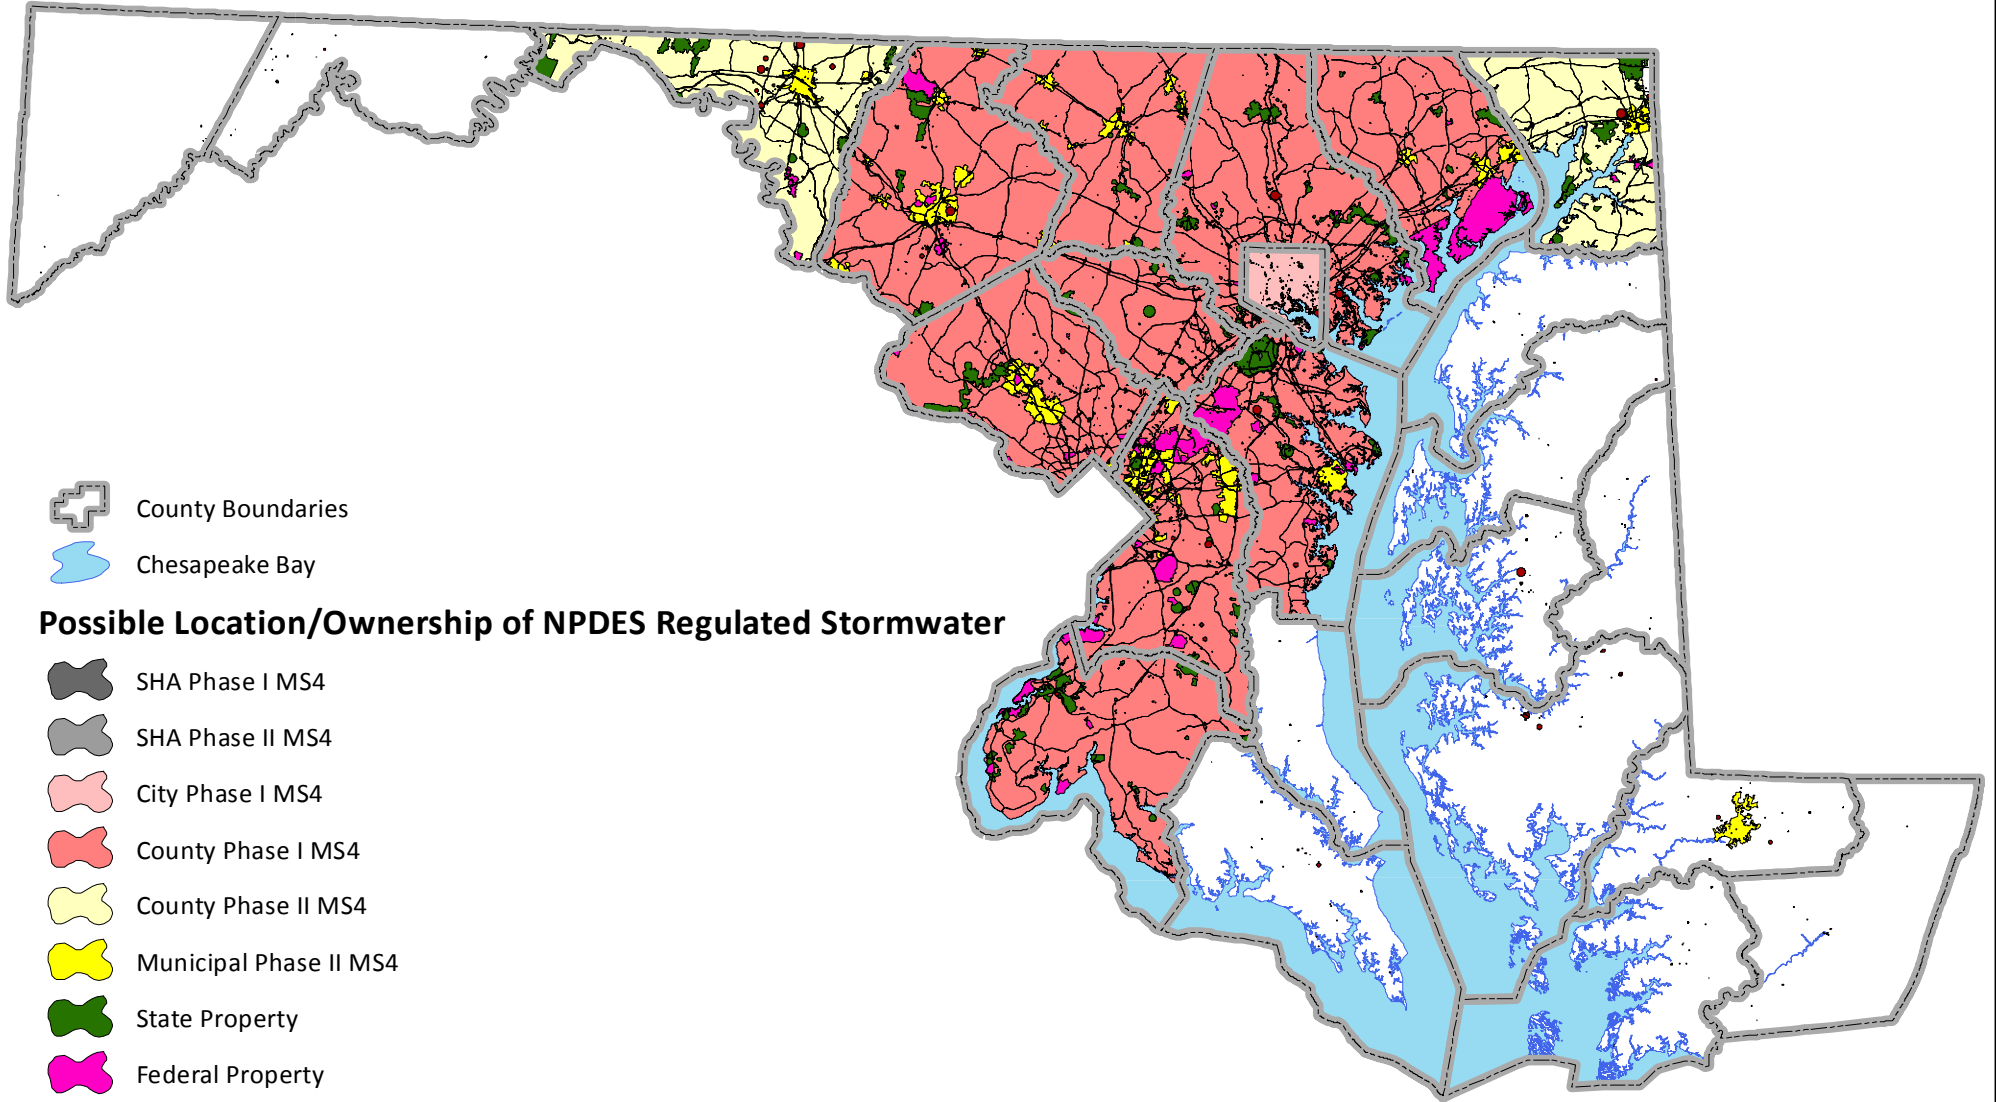 County Boundaries
Chesapeake Bay
Possible Location/Ownership of NPDES Regulated Stormwater
SHA Phase I MS4
SHA Phase II MS4
City Phase I MS4
County Phase I MS4
County Phase II MS4
Municipal Phase II MS4
State Property
Federal Property